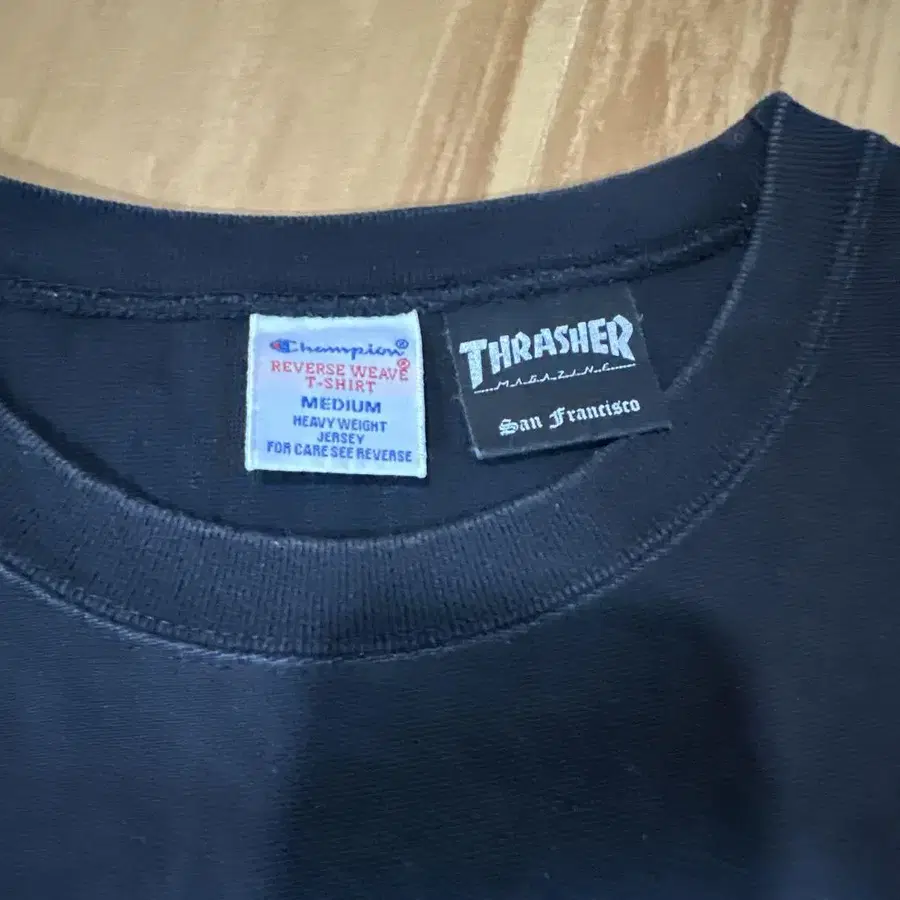 Champion®
REVERSE WEAVE®
T-SHIRT
MEDIUM
HEAVY WEIGHT
JERSEY
FOR CARE SEE REVERSE
THRASHER
MAGAZINE
San Francisco